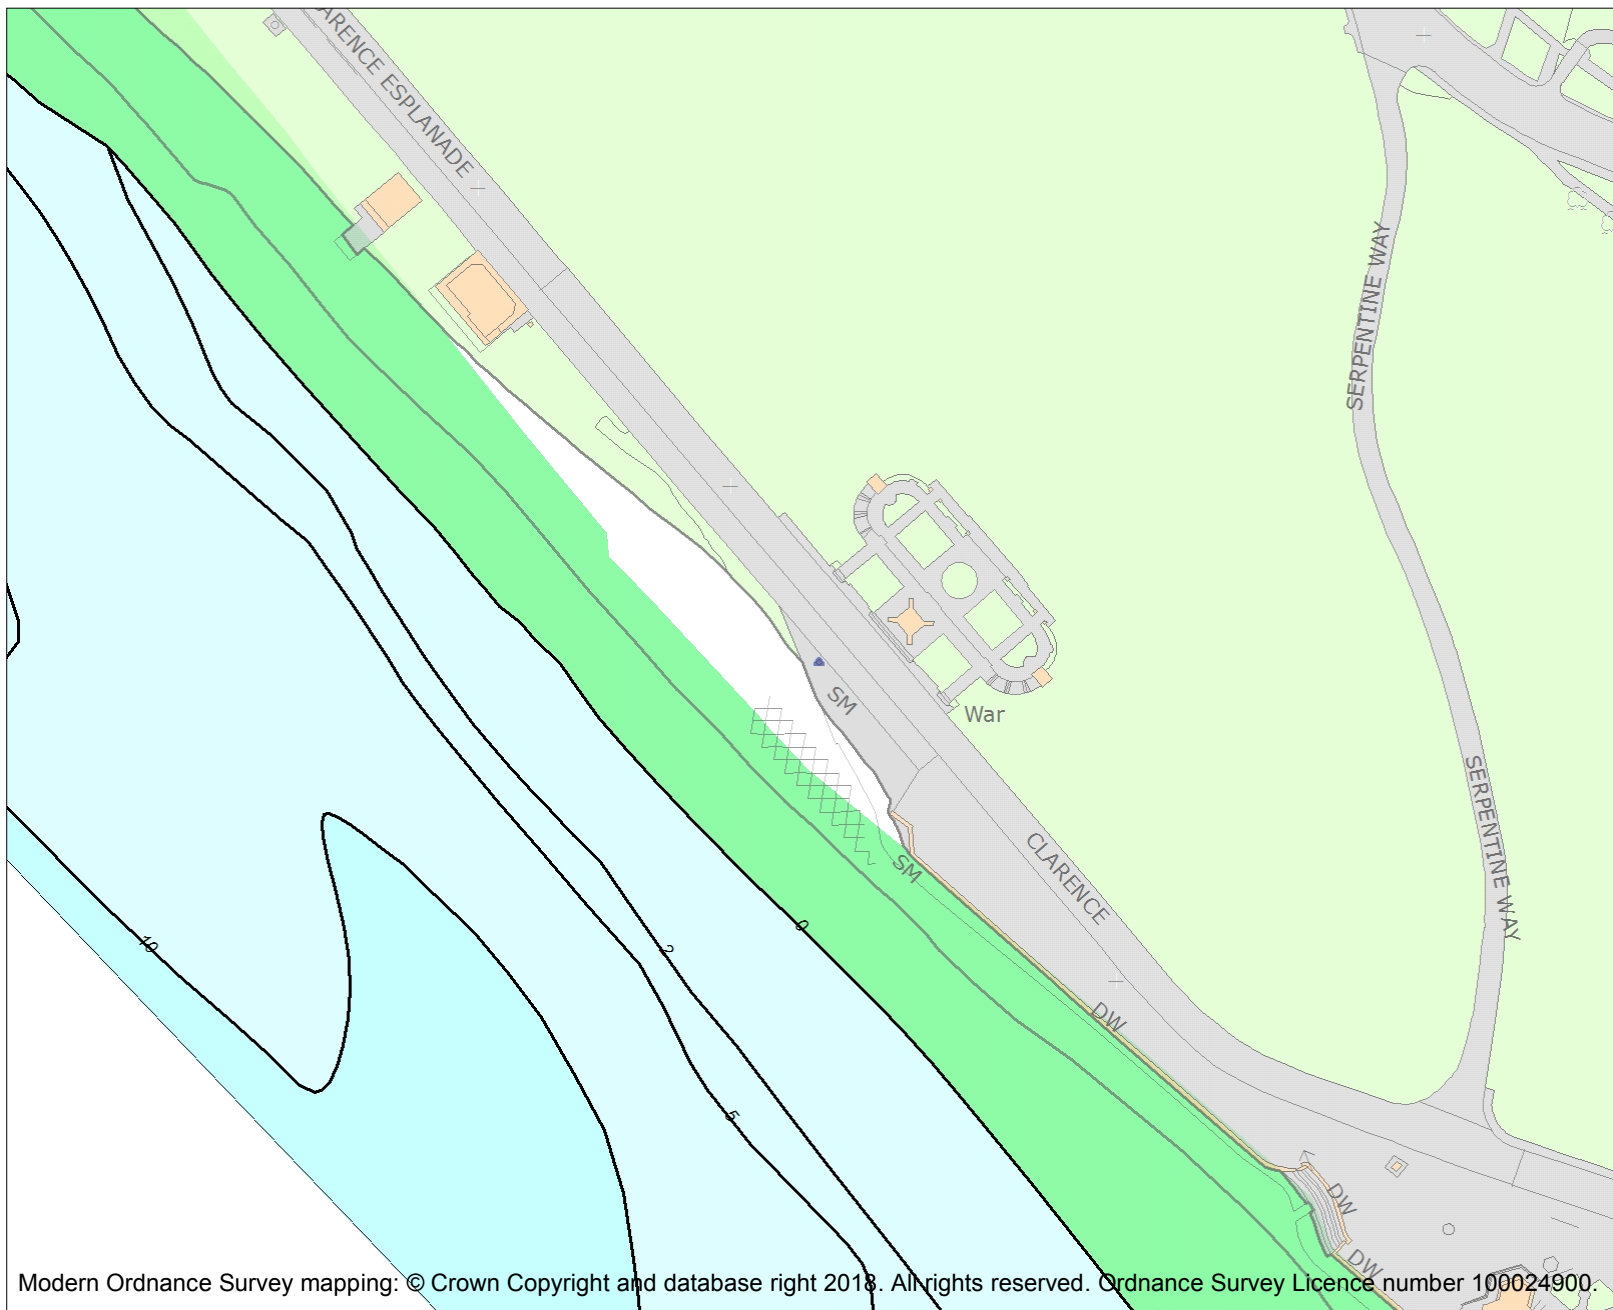 CLARENCE ESPLANADE
SERPENTINE WAY
SM
War
SERPENTINE WAY
CLARENCE
SM
0
2
10
DW
5
DW
DW
Modern Ordnance Survey mapping: © Crown Copyright and database right 2018. All rights reserved. Ordnance Survey Licence number 100024900.